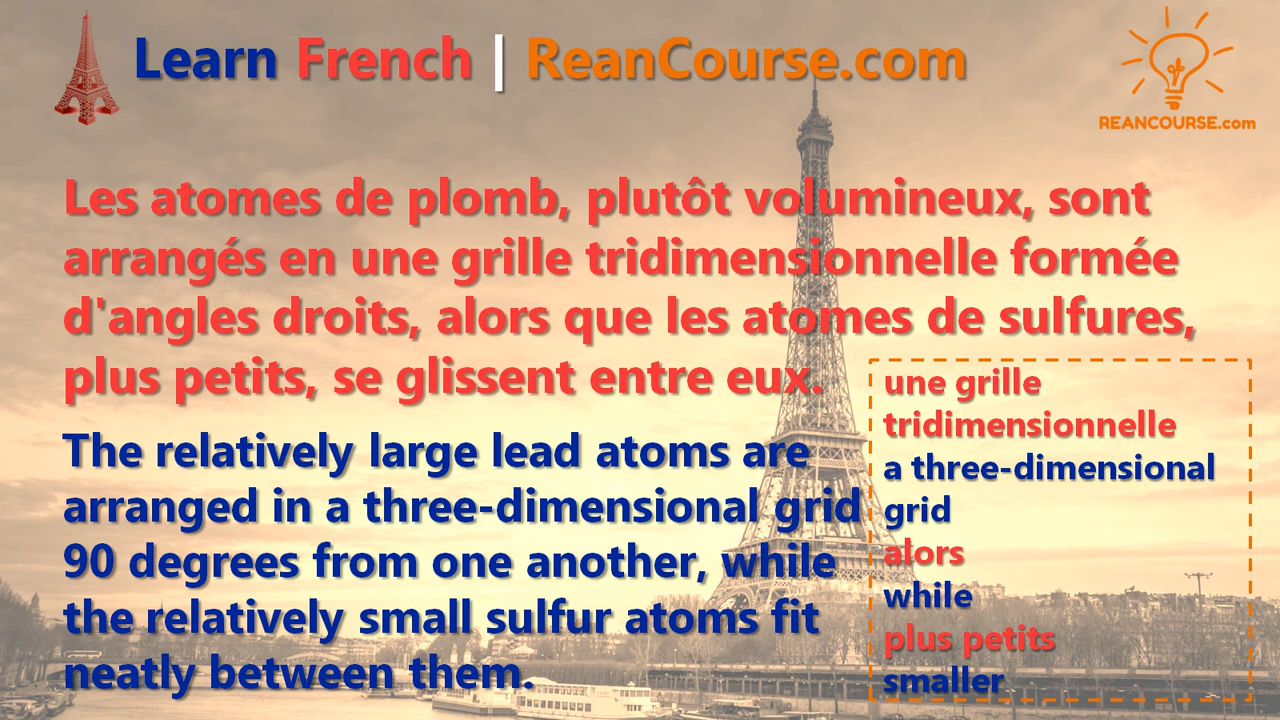 Learn French | ReanCourse.com
REANCOURSE.com
Les atomes de plomb, plutôt volumineux, sont
arrangés en une grille tridimensionnelle formée
d'angles droits, alors que les atomes de sulfures,
plus petits, se glissent entre eux.
The relatively large lead atoms are
arranged in a three-dimensional grid
90 degrees from one another, while
the relatively small sulfur atoms fit
neatly between them.
une grille
tridimensionnelle
a three-dimensional
grid
alors
while
plus petits
smaller